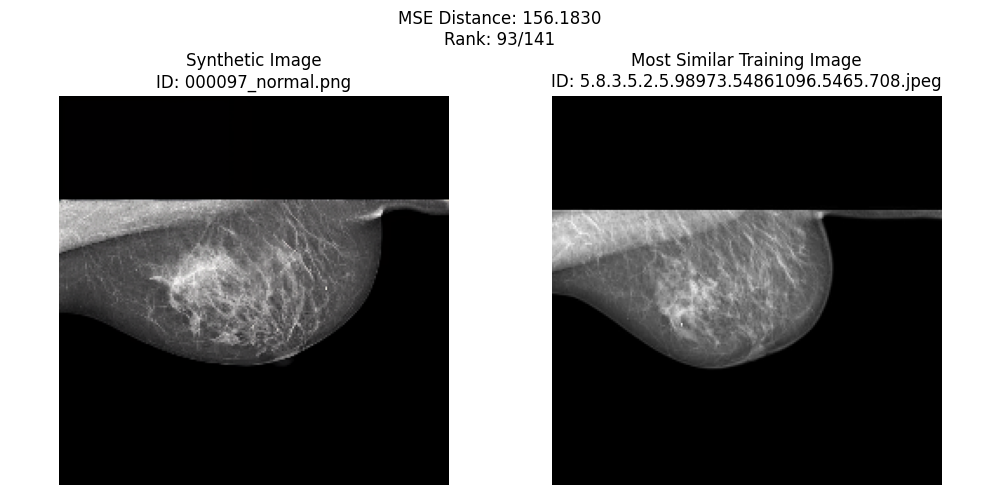 MSE Distance: 156.1830
Rank: 93/141
Synthetic Image
ID: 000097_normal.png
Most Similar Training Image
ID: 5.8.3.5.2.5.98973.54861096.5465.708.jpeg